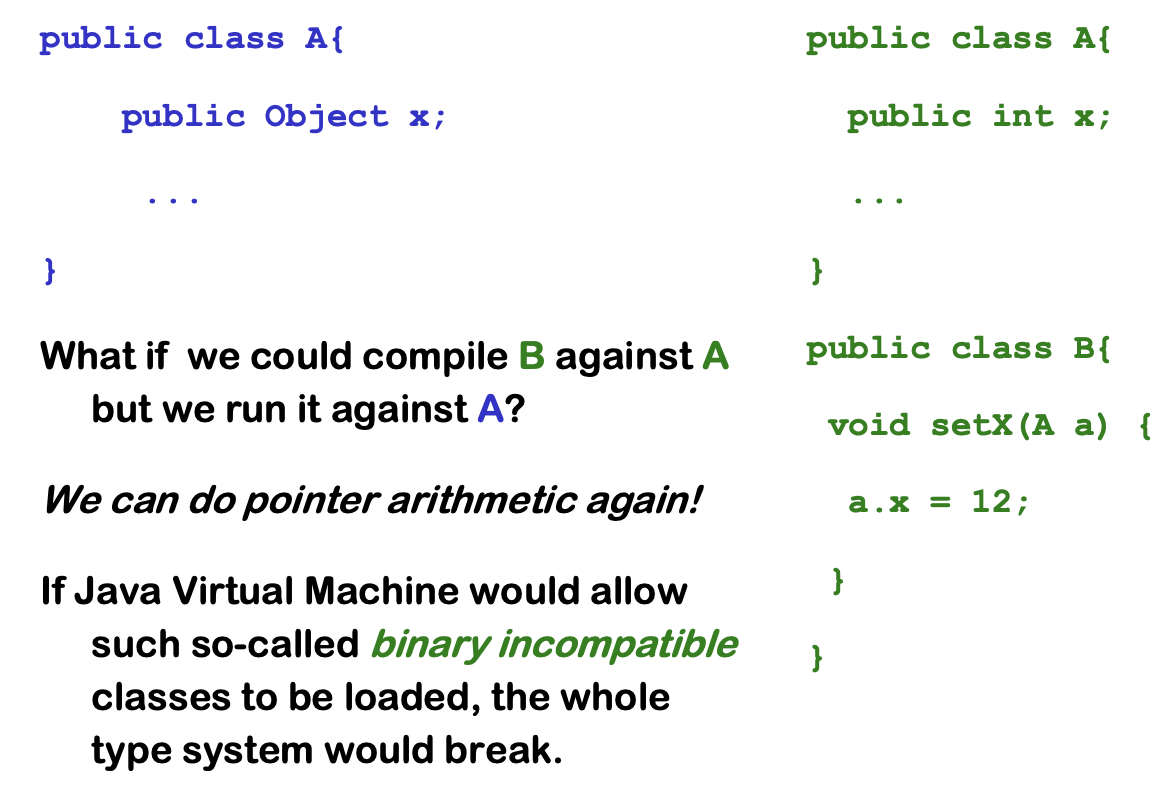 public class A{
public Object x;
...
}
What if we could compile B against A
but we run it against A?
We can do pointer arithmetic again!
If Java Virtual Machine would allow
such so-called binary incompatible
classes to be loaded, the whole
type system would break.
public class A{
public int x;
...
}
public class B{
void setX(A a) {
a.x = 12;
}
}